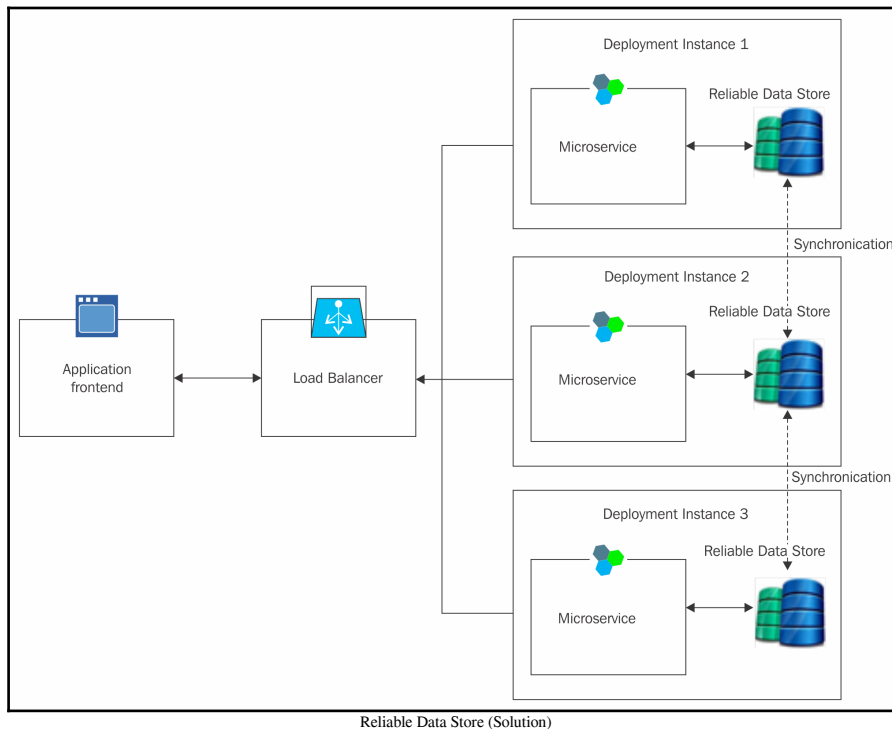 Deployment Instance 1
Reliable Data Store
Microservice
Synchronication
Deployment Instance 2
Reliable Data Store
Microservice
Application
frontend
Load Balancer
Synchronication
Deployment Instance 3
Reliable Data Store
Microservice
Reliable Data Store (Solution)